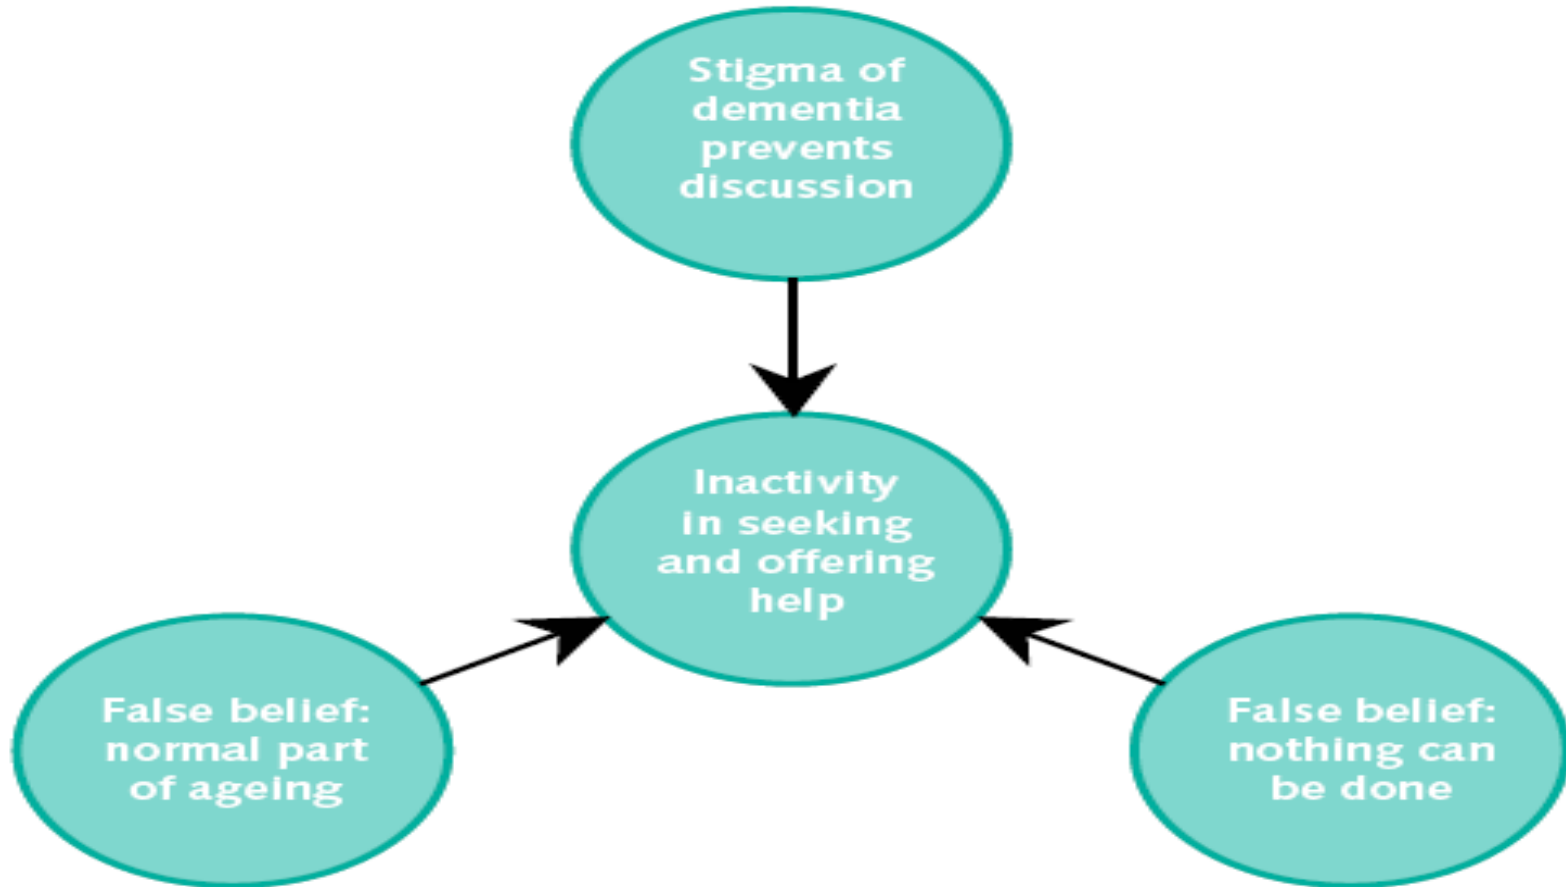 Stigma of
dementia
prevents
discussion
Inactivity
in seeking
and offering
help
False belief:
normal part
of ageing
False belief:
nothing can
be done